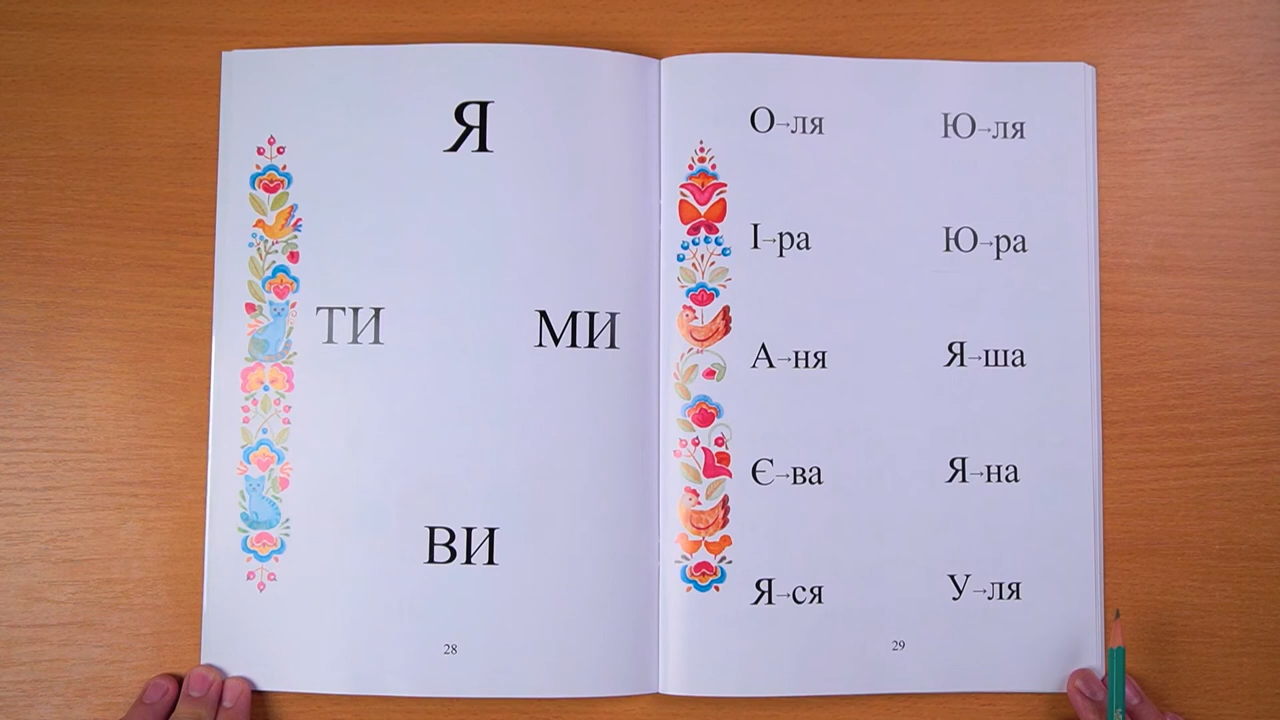 Я
ТИ МИ
ВИ
28
О→ля Ю→ля
І→ра Ю→ра
А→ня Я→ша
Є→ва Я→на
Я→ся У→ля
29